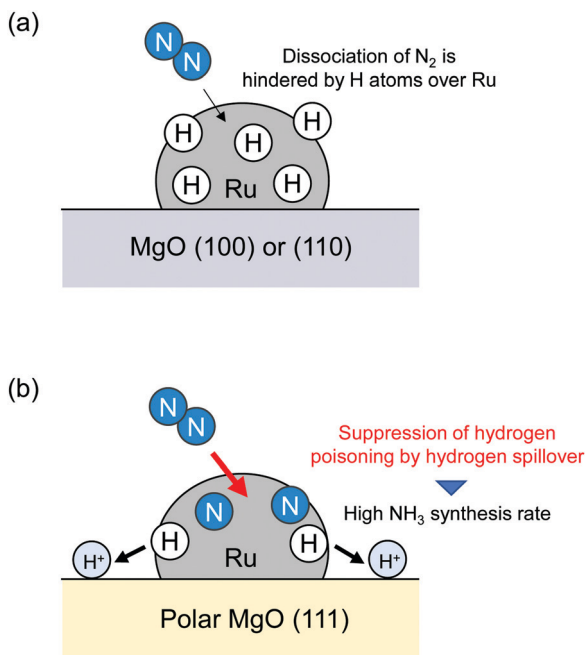 (a)
N
N
Dissociation of N₂ is
hindered by H atoms over Ru
H
H
H
H
H
Ru
MgO (100) or (110)
(b)
N
N
Suppression of hydrogen
poisoning by hydrogen spillover
High NH₃ synthesis rate
N
N
H
H
H⁺
Ru
H⁺
Polar MgO (111)